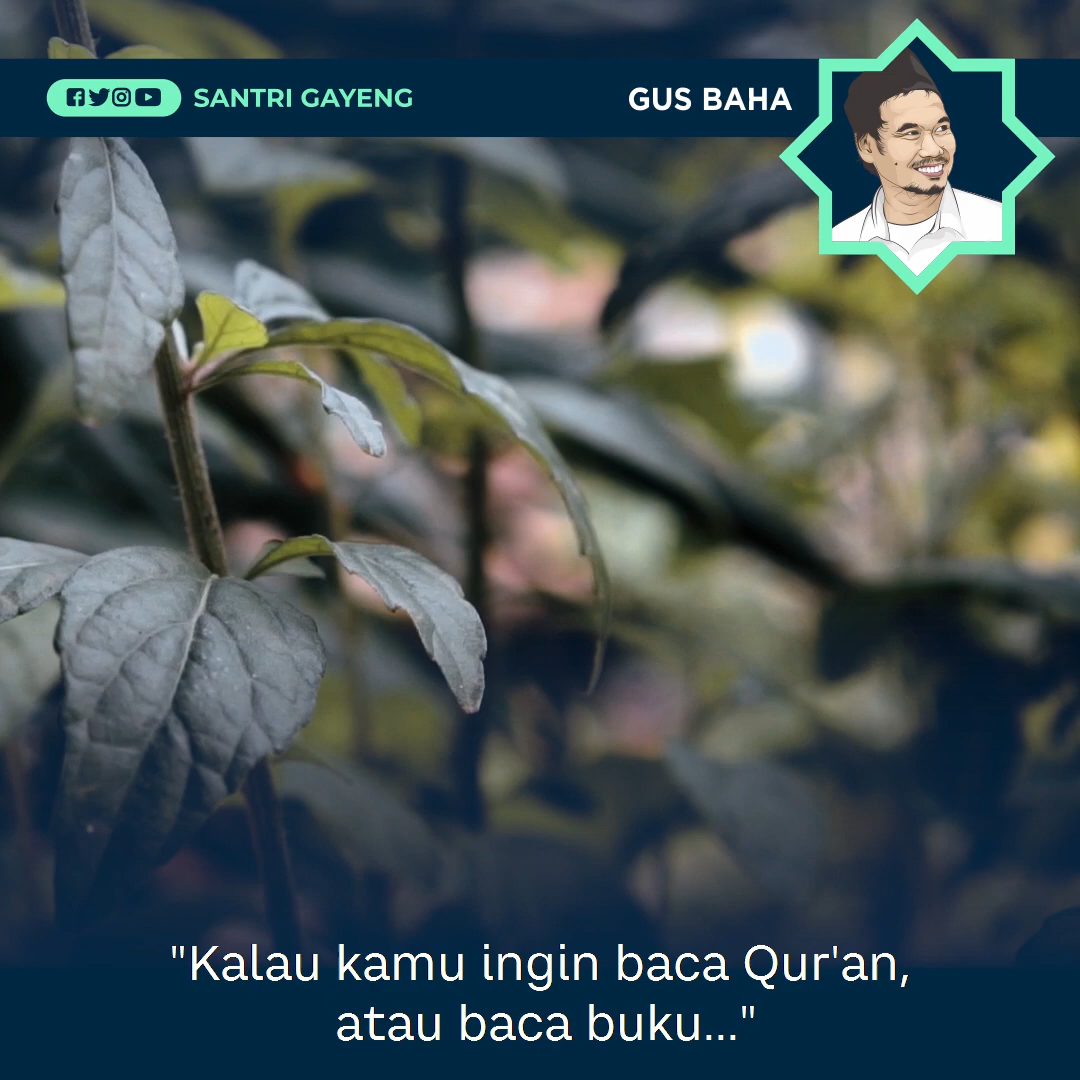 SANTRI GAYENG
GUS BAHA
"Kalau kamu ingin baca Qur'an,
atau baca buku..."